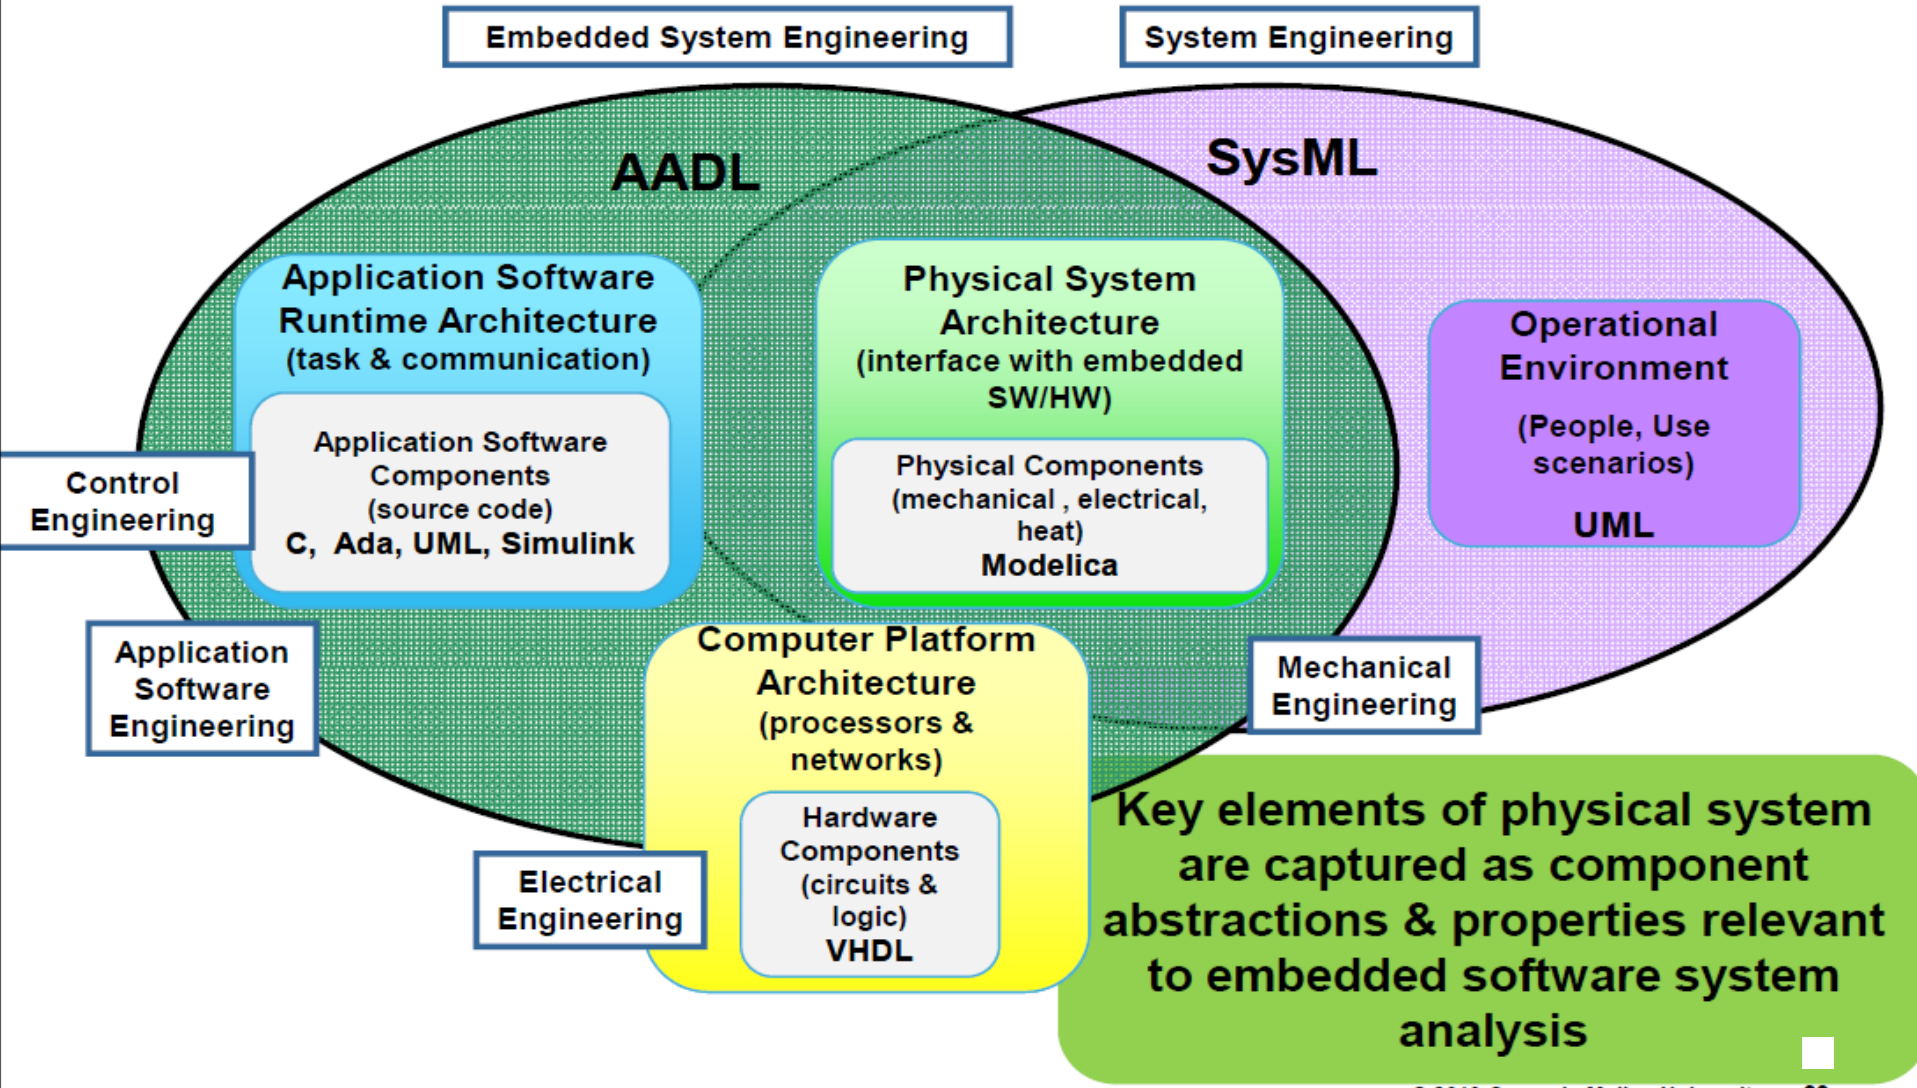 Embedded System Engineering
System Engineering
AADL
SysML
Application Software
Runtime Architecture
(task & communication)
Application Software
Components
(source code)
C, Ada, UML, Simulink
Physical System
Architecture
(interface with embedded
SW/HW)
Physical Components
(mechanical , electrical,
heat)
Modelica
Operational
Environment
(People, Use
scenarios)
UML
Control
Engineering
Application
Software
Engineering
Computer Platform
Architecture
(processors &
networks)
Hardware
Components
(circuits &
logic)
VHDL
Mechanical
Engineering
Electrical
Engineering
Key elements of physical system
are captured as component
abstractions & properties relevant
to embedded software system
analysis